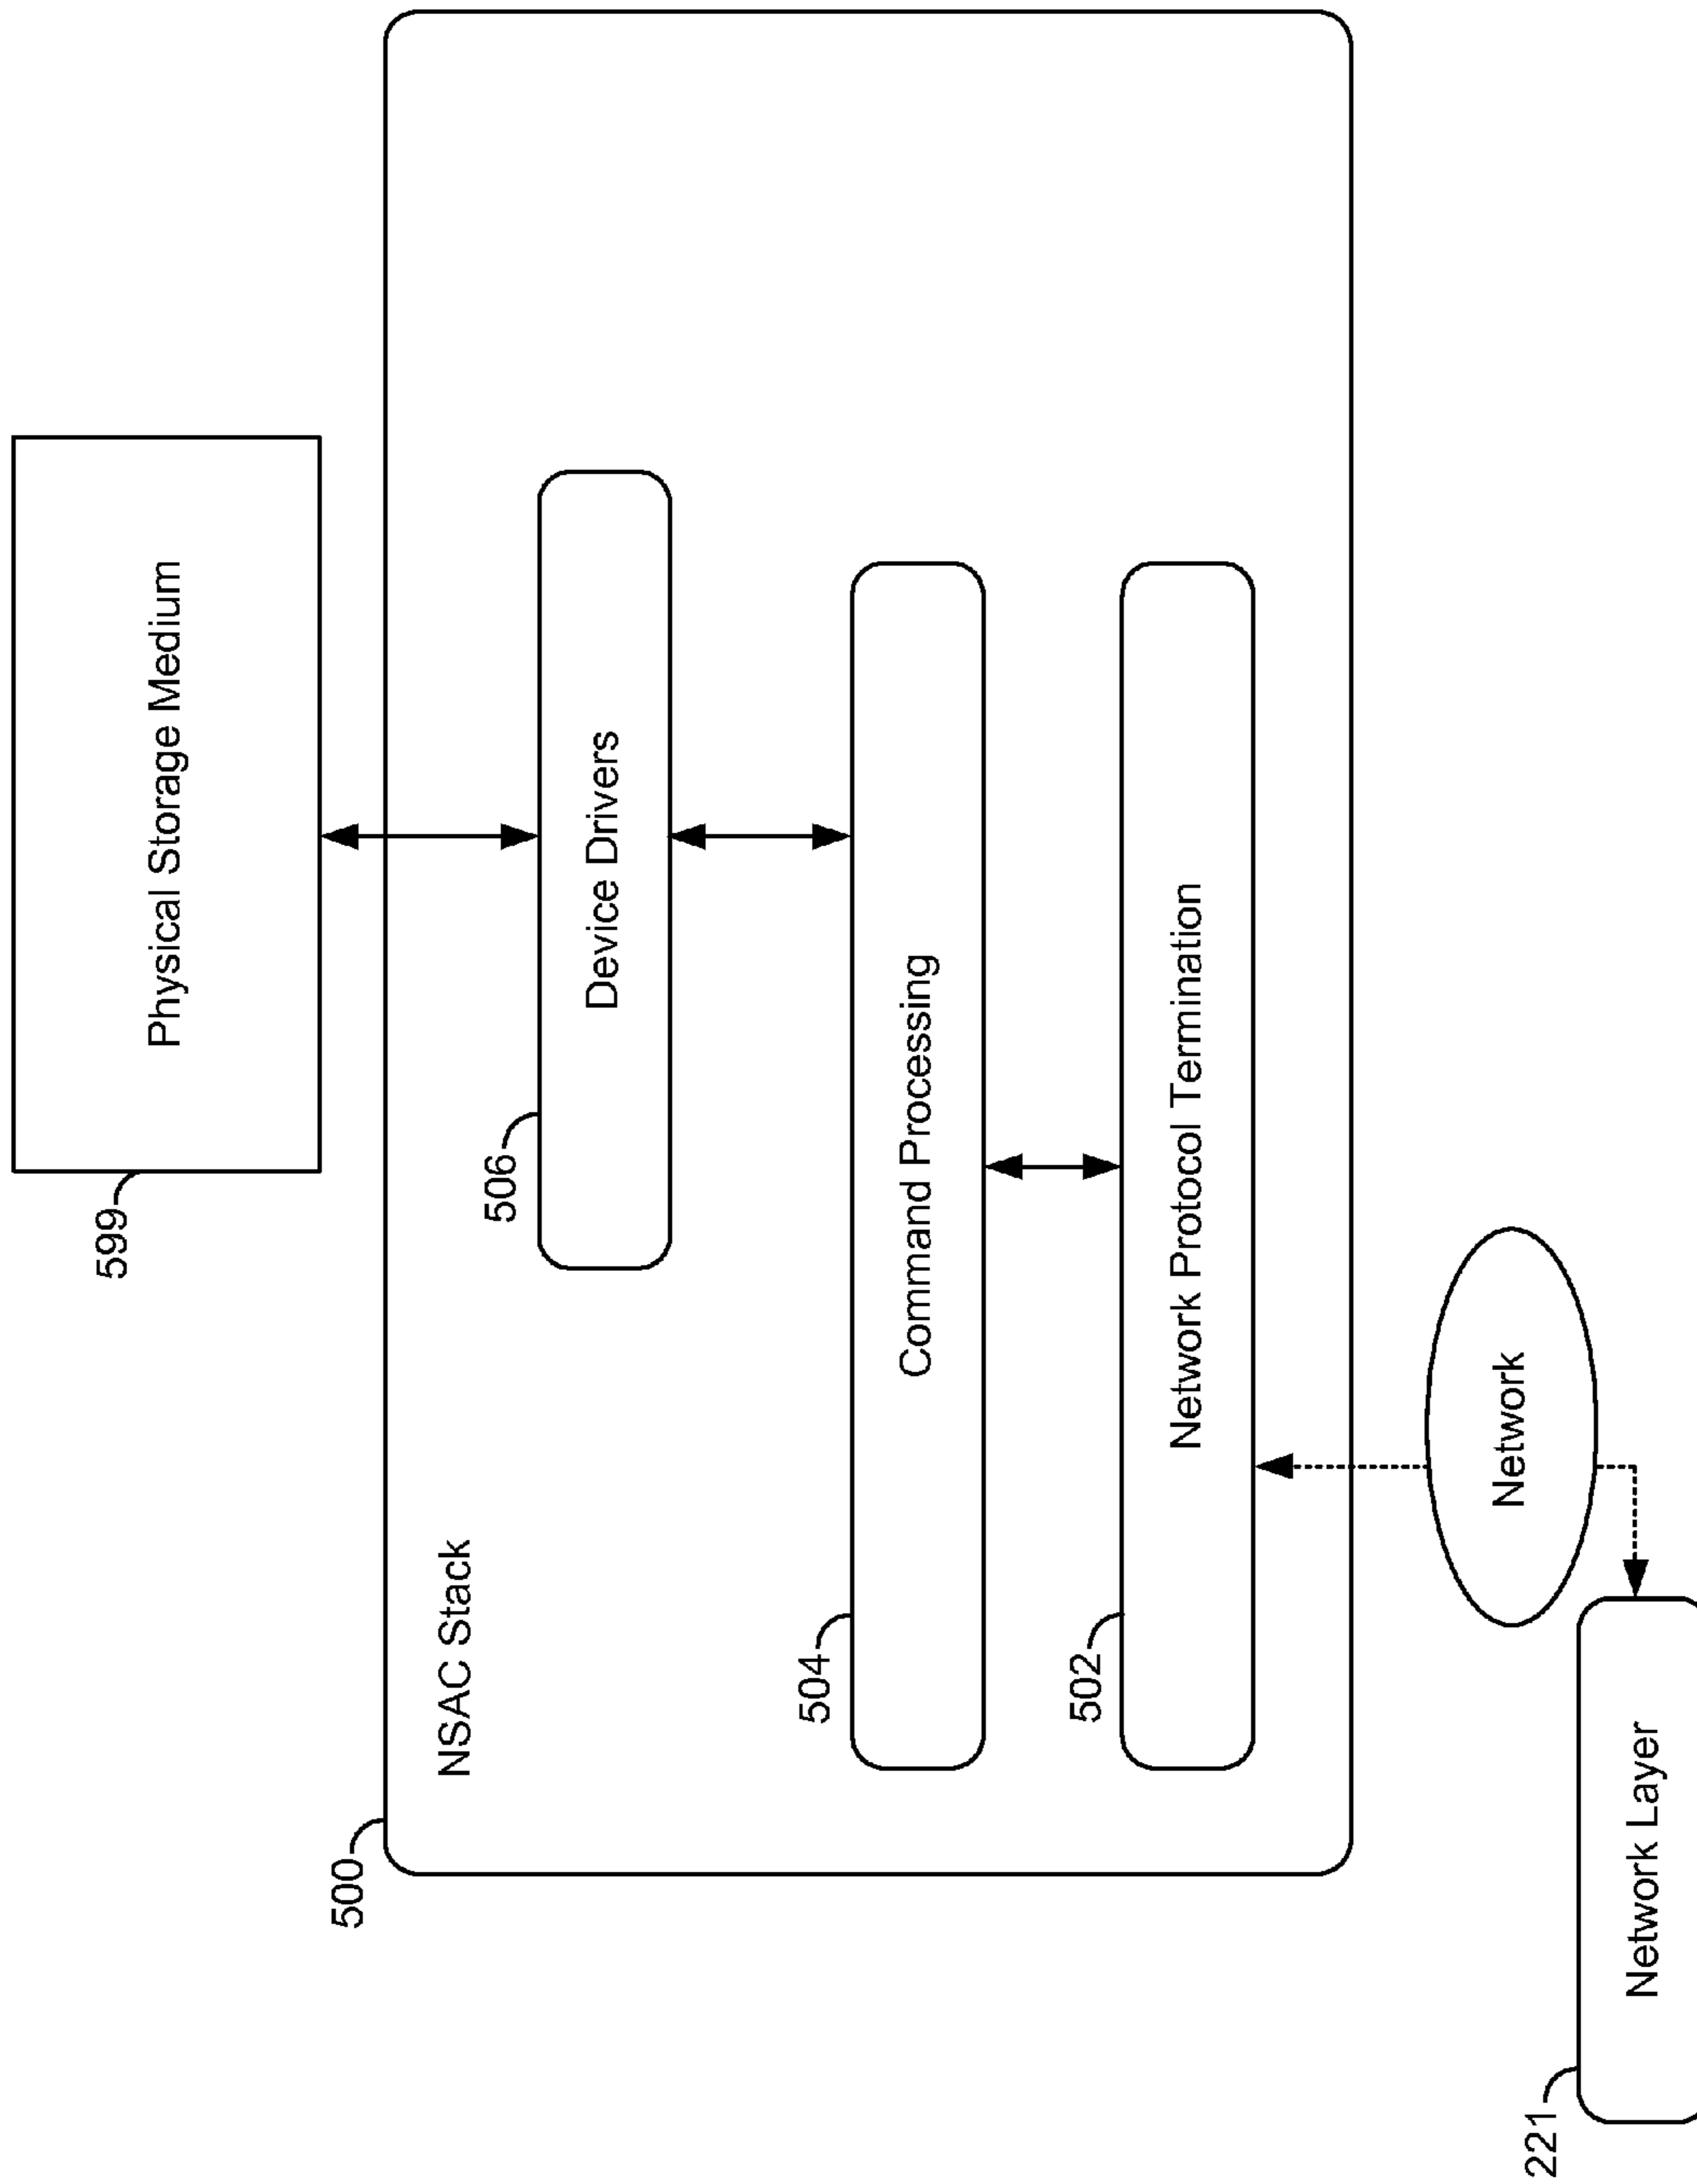 599
Physical Storage Medium
500
NSAC Stack
506
Device Drivers
504
Command Processing
502
Network Protocol Termination
Network
221
Network Layer